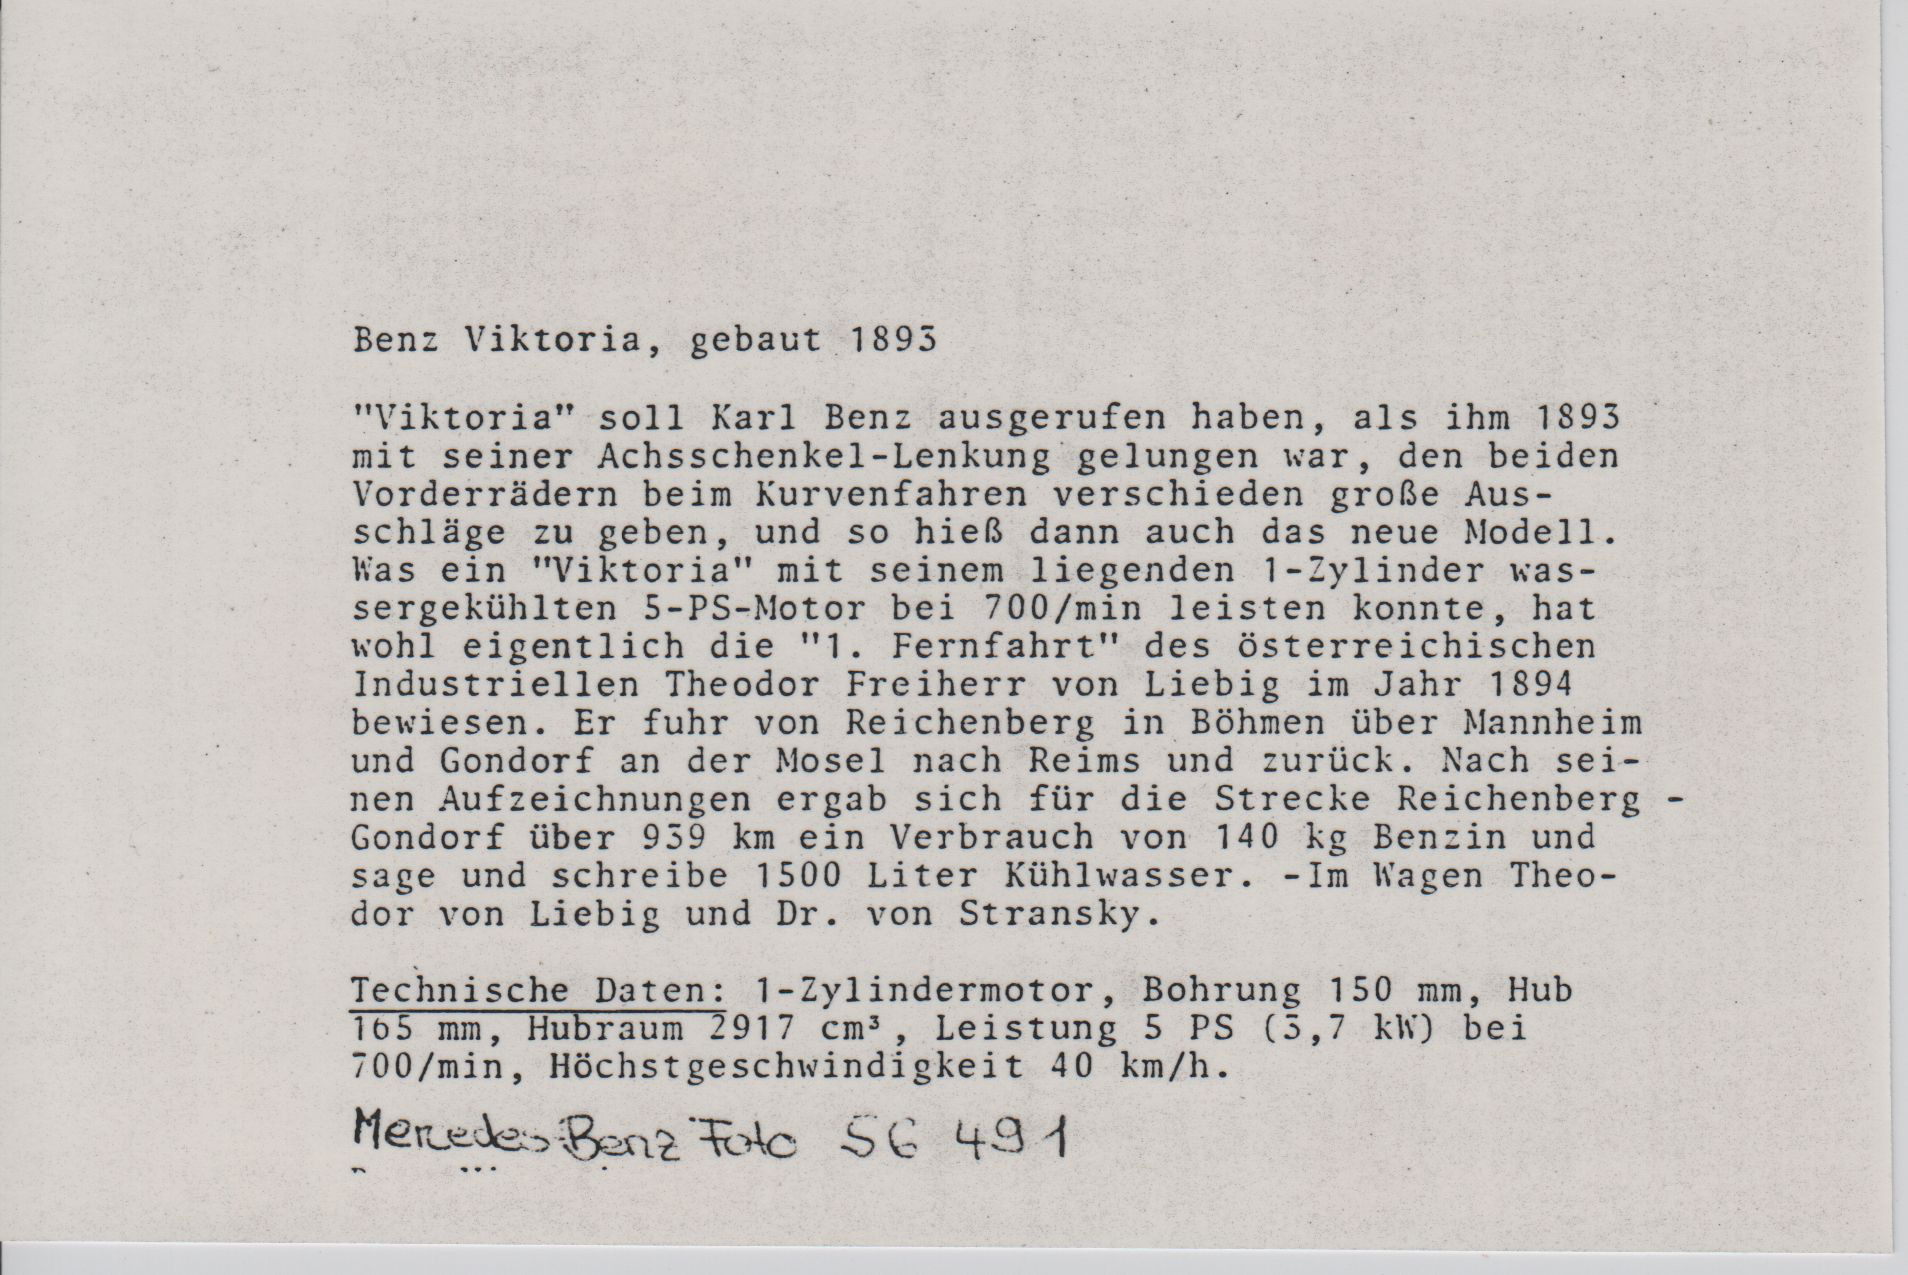 Benz Viktoria, gebaut 1893
"Viktoria" soll Karl Benz ausgerufen haben, als ihm 1893
mit seiner Achsschenkel-Lenkung gelungen war, den beiden
Vorderrädern beim Kurvenfahren verschieden große Aus-
schläge zu geben, und so hieß dann auch das neue Modell.
Was ein "Viktoria" mit seinem liegenden 1-Zylinder was-
sergekühlten 5-PS-Motor bei 700/min leisten konnte, hat
wohl eigentlich die "1. Fernfahrt" des österreichischen
Industriellen Theodor Freiherr von Liebig im Jahr 1894
bewiesen. Er fuhr von Reichenberg in Böhmen über Mannheim
und Gondorf an der Mosel nach Reims und zurück. Nach sei-
nen Aufzeichnungen ergab sich für die Strecke Reichenberg -
Gondorf über 939 km ein Verbrauch von 140 kg Benzin und
sage und schreibe 1500 Liter Kühlwasser. -Im Wagen Theo-
dor von Liebig und Dr. von Stransky.
Technische Daten: 1-Zylindermotor, Bohrung 150 mm, Hub
165 mm, Hubraum 2917 cm³, Leistung 5 PS (3,7 kW) bei
700/min, Höchstgeschwindigkeit 40 km/h.
Mercedes-Benz Foto 56 491